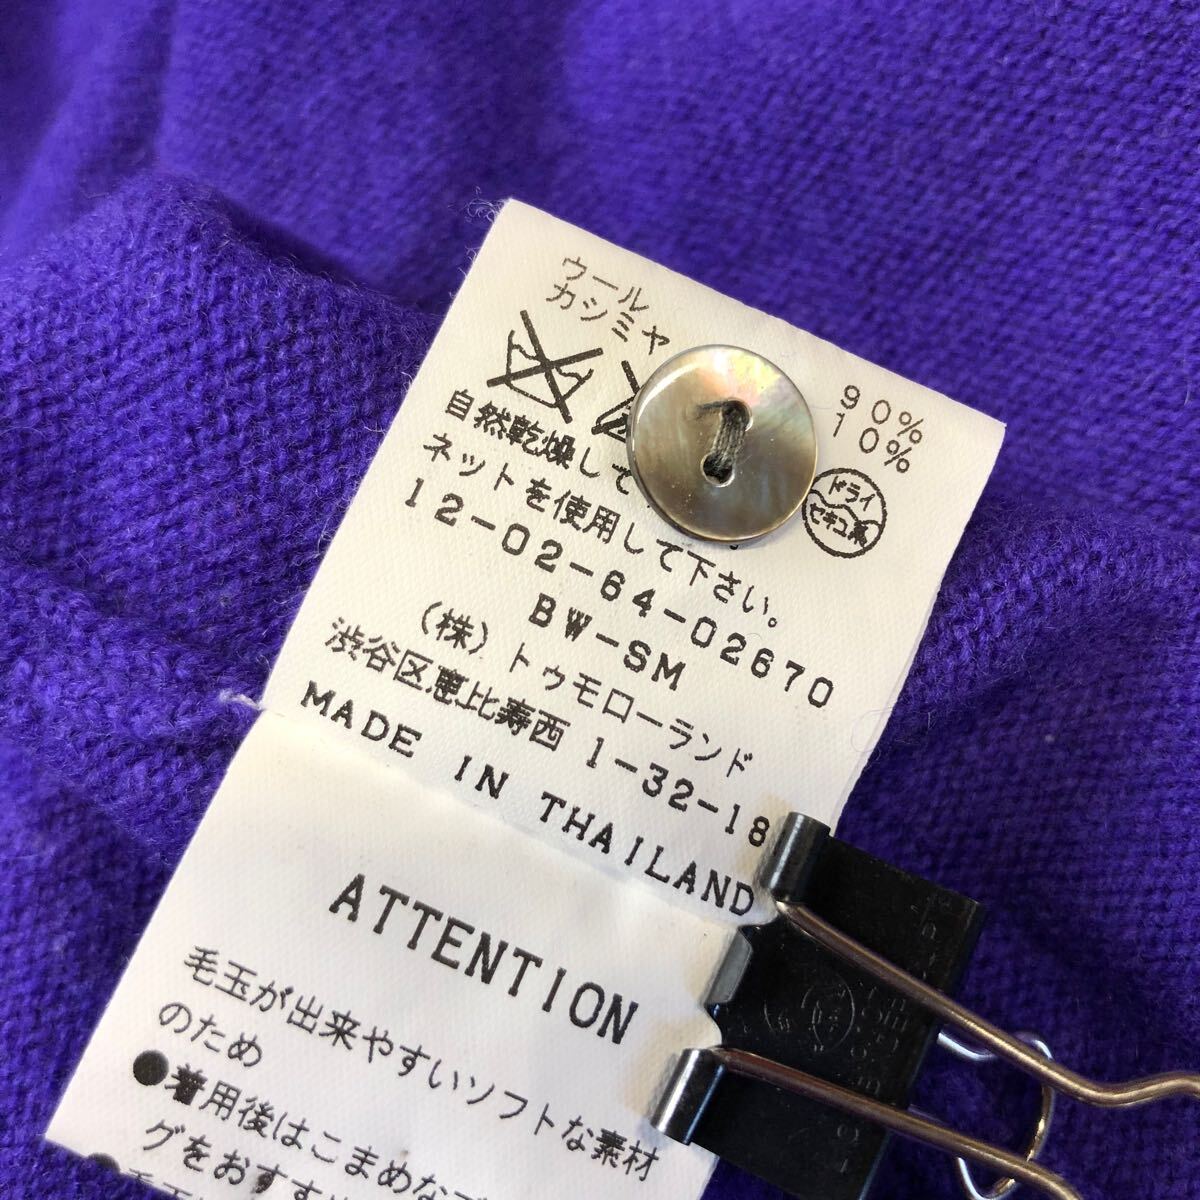 ウール 90%
カシミヤ 10%
ドライ
セキユ系
自然乾燥して
ネットを使用して下さい。
12-02-64-02670
BW-SM
(株)トゥモローランド
渋谷区恵比寿西 1-32-18
MADE IN THAILAND
ATTENTION
毛玉が出来やすいソフトな素材
のため
●着用後はこまめな
グをおすすめ